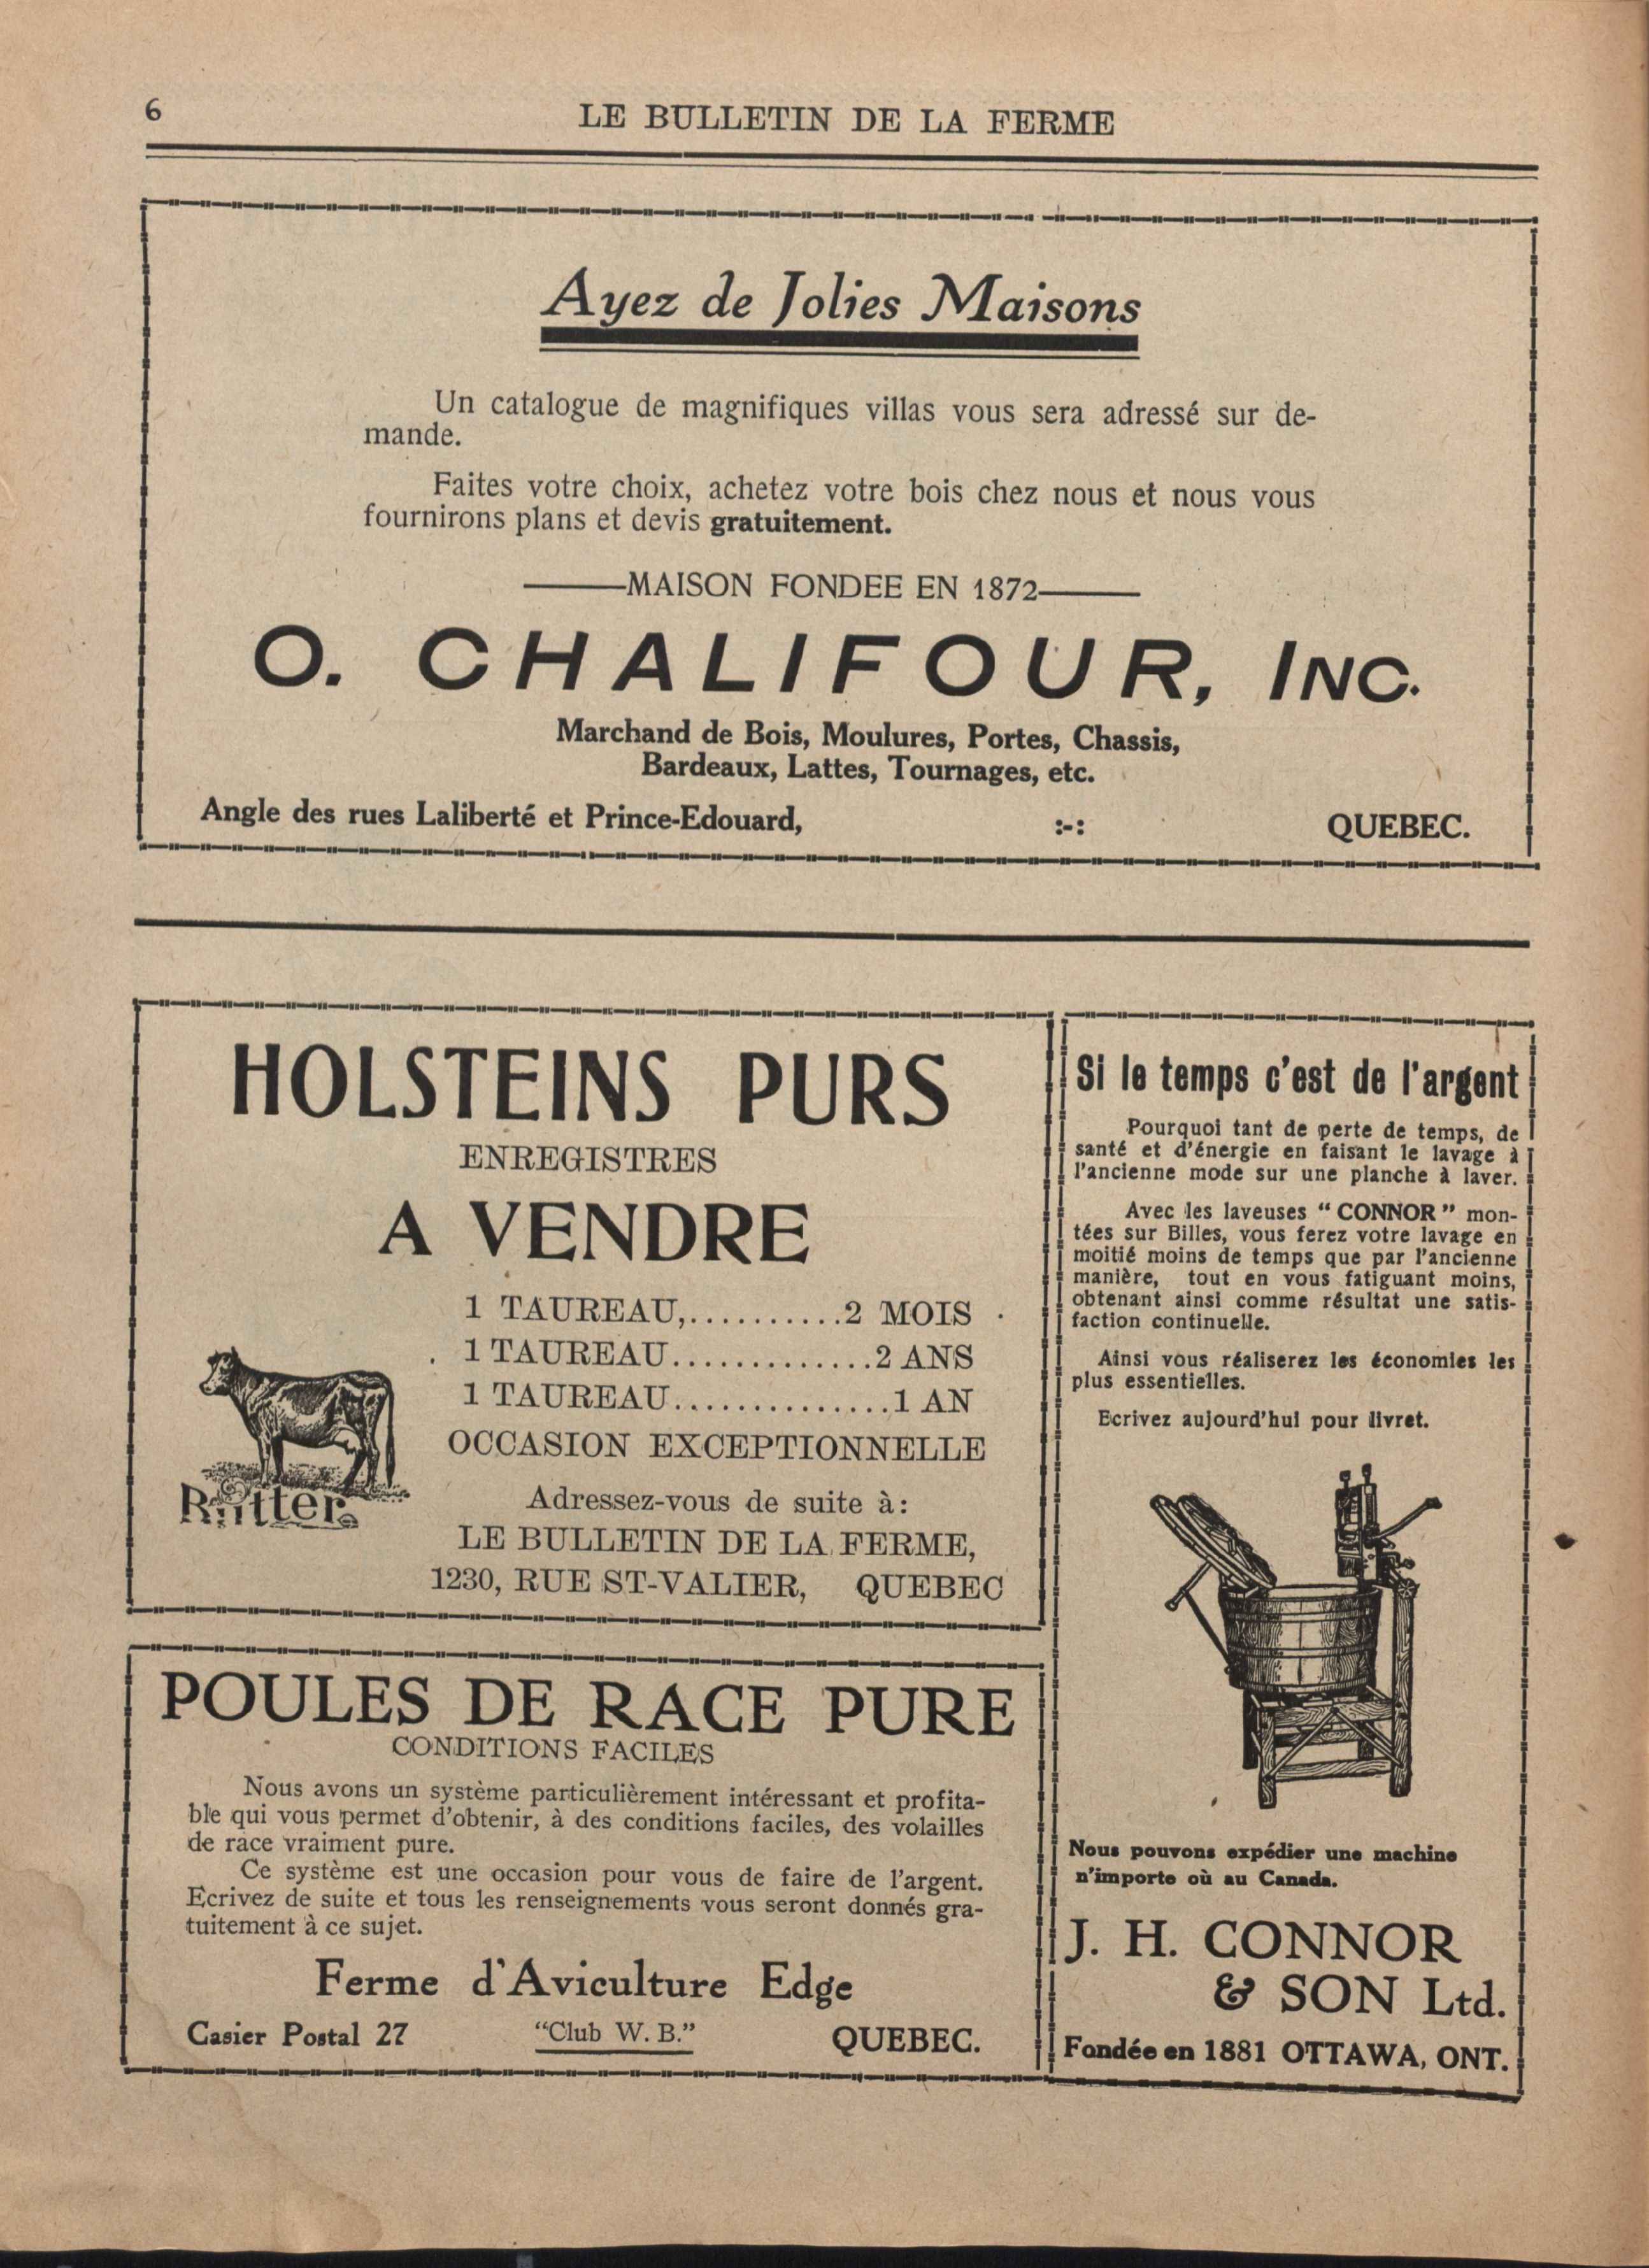 6
LE BULLETIN DE LA FERME
Ayez de Jolies Maisons
Un catalogue de magnifiques villas vous sera adressé sur de-
mande.
Faites votre choix, achetez votre bois chez nous et nous vous
fournirons plans et devis gratuitement.
MAISON FONDEE EN 1872
O. CHALIFOUR, INC.
Marchand de Bois, Moulures, Portes, Chassis,
Bardeaux, Lattes, Tournages, etc.
Angle des rues Laliberté et Prince-Edouard, :-: QUEBEC.
HOLSTEINS PURS
ENREGISTRES
A VENDRE
1 TAUREAU,..........2 MOIS
1 TAUREAU.............2 ANS
1 TAUREAU..............1 AN
OCCASION EXCEPTIONNELLE
Rutter
Adressez-vous de suite à:
LE BULLETIN DE LA FERME,
1230, RUE ST-VALIER, QUEBEC
POULES DE RACE PURE
CONDITIONS FACILES
Nous avons un système particulièrement intéressant et profita-
ble qui vous permet d'obtenir, à des conditions faciles, des volailles
de race vraiment pure.
Ce système est une occasion pour vous de faire de l'argent.
Ecrivez de suite et tous les renseignements vous seront donnés gra-
tuitement à ce sujet.
Ferme d'Aviculture Edge
Casier Postal 27 "Club W. B." QUEBEC.
Si le temps c'est de l'argent
Pourquoi tant de perte de temps, de
santé et d'énergie en faisant le lavage à
l'ancienne mode sur une planche à laver.
Avec les laveuses "CONNOR" mon-
tées sur Billes, vous ferez votre lavage en
moitié moins de temps que par l'ancienne
manière, tout en vous fatiguant moins,
obtenant ainsi comme résultat une satis-
faction continuelle.
Ainsi vous réaliserez les économies les
plus essentielles.
Ecrivez aujourd'hui pour livret.
Nous pouvons expédier une machine
n'importe où au Canada.
J. H. CONNOR
& SON Ltd.
Fondée en 1881 OTTAWA, ONT.